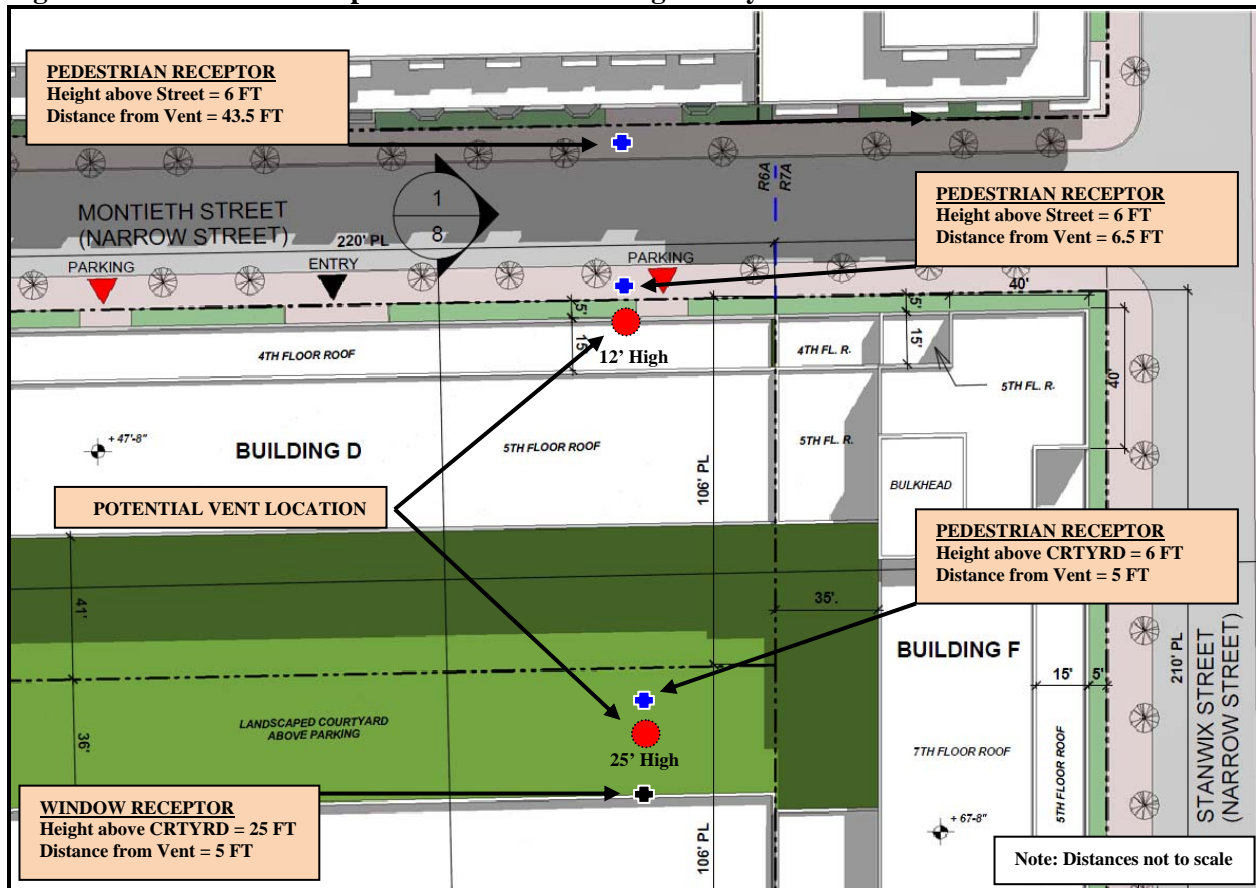 PEDESTRIAN RECEPTOR
Height above Street = 6 FT
Distance from Vent = 43.5 FT
R6A
R7A
PEDESTRIAN RECEPTOR
Height above Street = 6 FT
Distance from Vent = 6.5 FT
MONTIETH STREET
(NARROW STREET)
1
8
220' PL
PARKING
ENTRY
PARKING
40'
5'
5'
15'
15'
12' High
4TH FLOOR ROOF
4TH FL. R.
5TH FL. R.
40'
+ 47'-8"
BUILDING D
5TH FLOOR ROOF
5TH FL. R.
106' PL
BULKHEAD
POTENTIAL VENT LOCATION
PEDESTRIAN RECEPTOR
Height above CRTYRD = 6 FT
Distance from Vent = 5 FT
41'
35'.
BUILDING F
15'
5'
210' PL
STANWIX STREET
(NARROW STREET)
LANDSCAPED COURTYARD
ABOVE PARKING
36'
25' High
7TH FLOOR ROOF
5TH FLOOR ROOF
WINDOW RECEPTOR
Height above CRTYRD = 25 FT
Distance from Vent = 5 FT
106' PL
+ 67-8"
Note: Distances not to scale